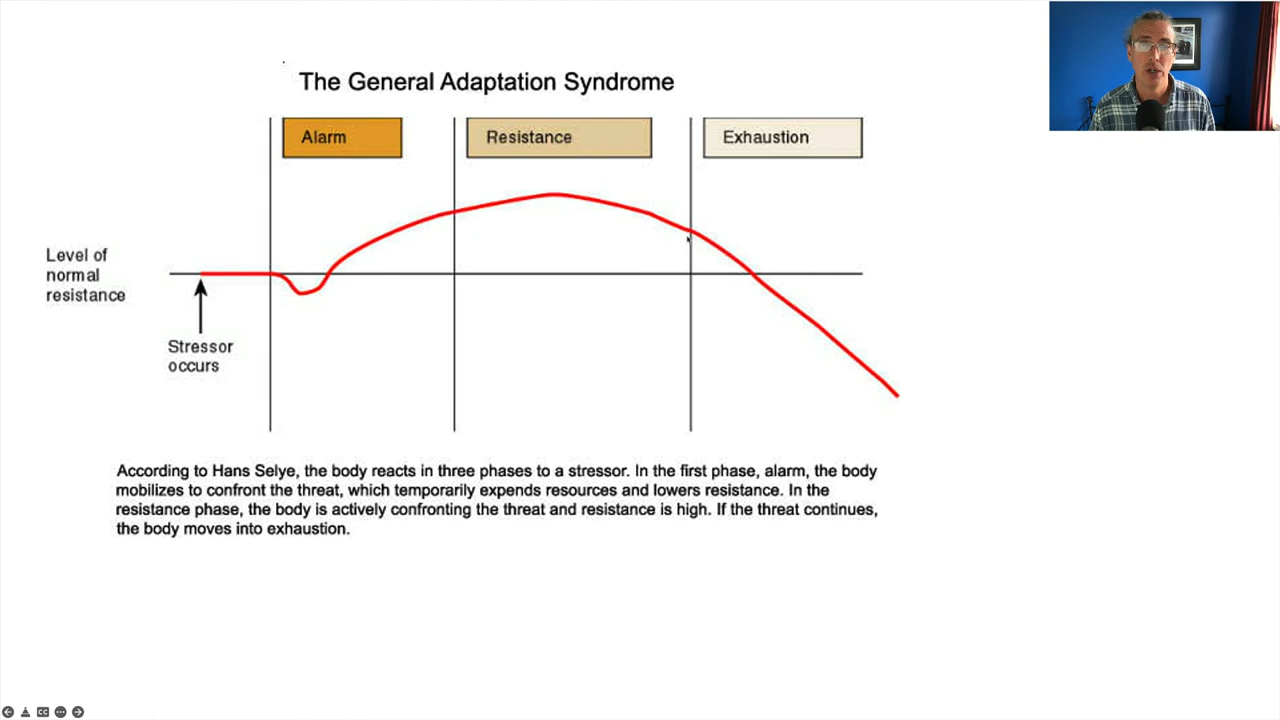 The General Adaptation Syndrome
Alarm
Resistance
Exhaustion
Level of
normal
resistance
Stressor
occurs
According to Hans Selye, the body reacts in three phases to a stressor. In the first phase, alarm, the body
mobilizes to confront the threat, which temporarily expends resources and lowers resistance. In the
resistance phase, the body is actively confronting the threat and resistance is high. If the threat continues,
the body moves into exhaustion.
CC